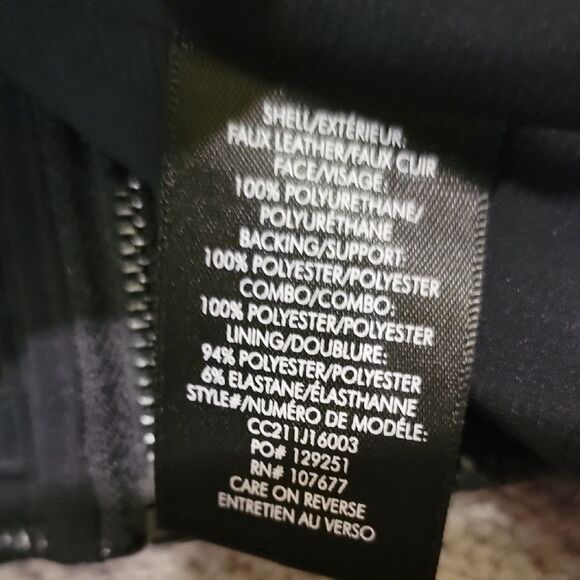 SHELL/EXTÉRIEUR:
FAUX LEATHER/FAUX CUIR
FACE/VISAGE:
100% POLYURETHANE/
POLYURÉTHANE
BACKING/SUPPORT:
100% POLYESTER/POLYESTER
COMBO/COMBO:
100% POLYESTER/POLYESTER
LINING/DOUBLURE:
94% POLYESTER/POLYESTER
6% ELASTANE/ÉLASTHANNE
STYLE#/NUMÉRO DE MODÈLE:
CC211J16003
PO# 129251
RN# 107677
CARE ON REVERSE
ENTRETIEN AU VERSO